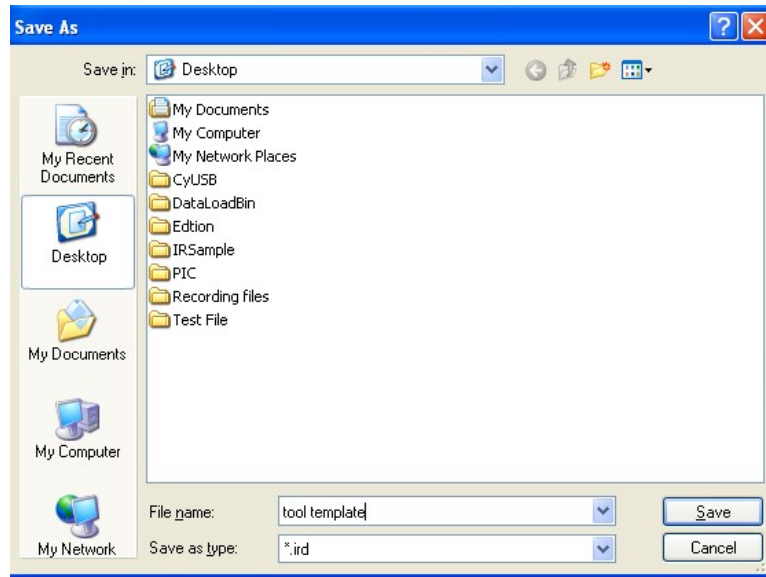 Save As
Save in:
Desktop
My Recent
Documents
Desktop
My Documents
My Computer
My Network
My Documents
My Computer
My Network Places
CyUSB
DataLoadBin
Edtion
IRSample
PIC
Recording files
Test File
File name:
tool template
Save
Save as type:
*.ird
Cancel